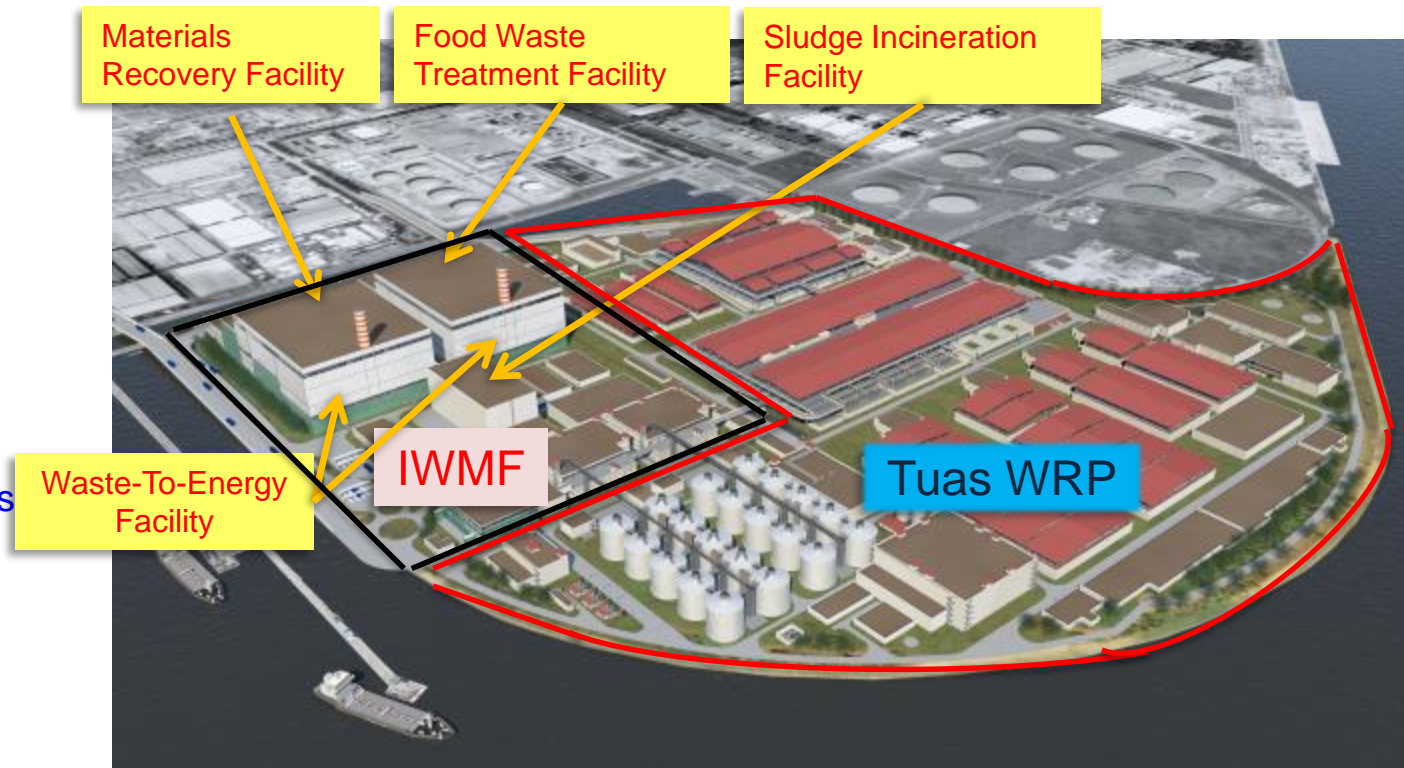 Materials
Recovery Facility
Food Waste
Treatment Facility
Sludge Incineration
Facility
IWMF
Tuas WRP
s
Waste-To-Energy
Facility